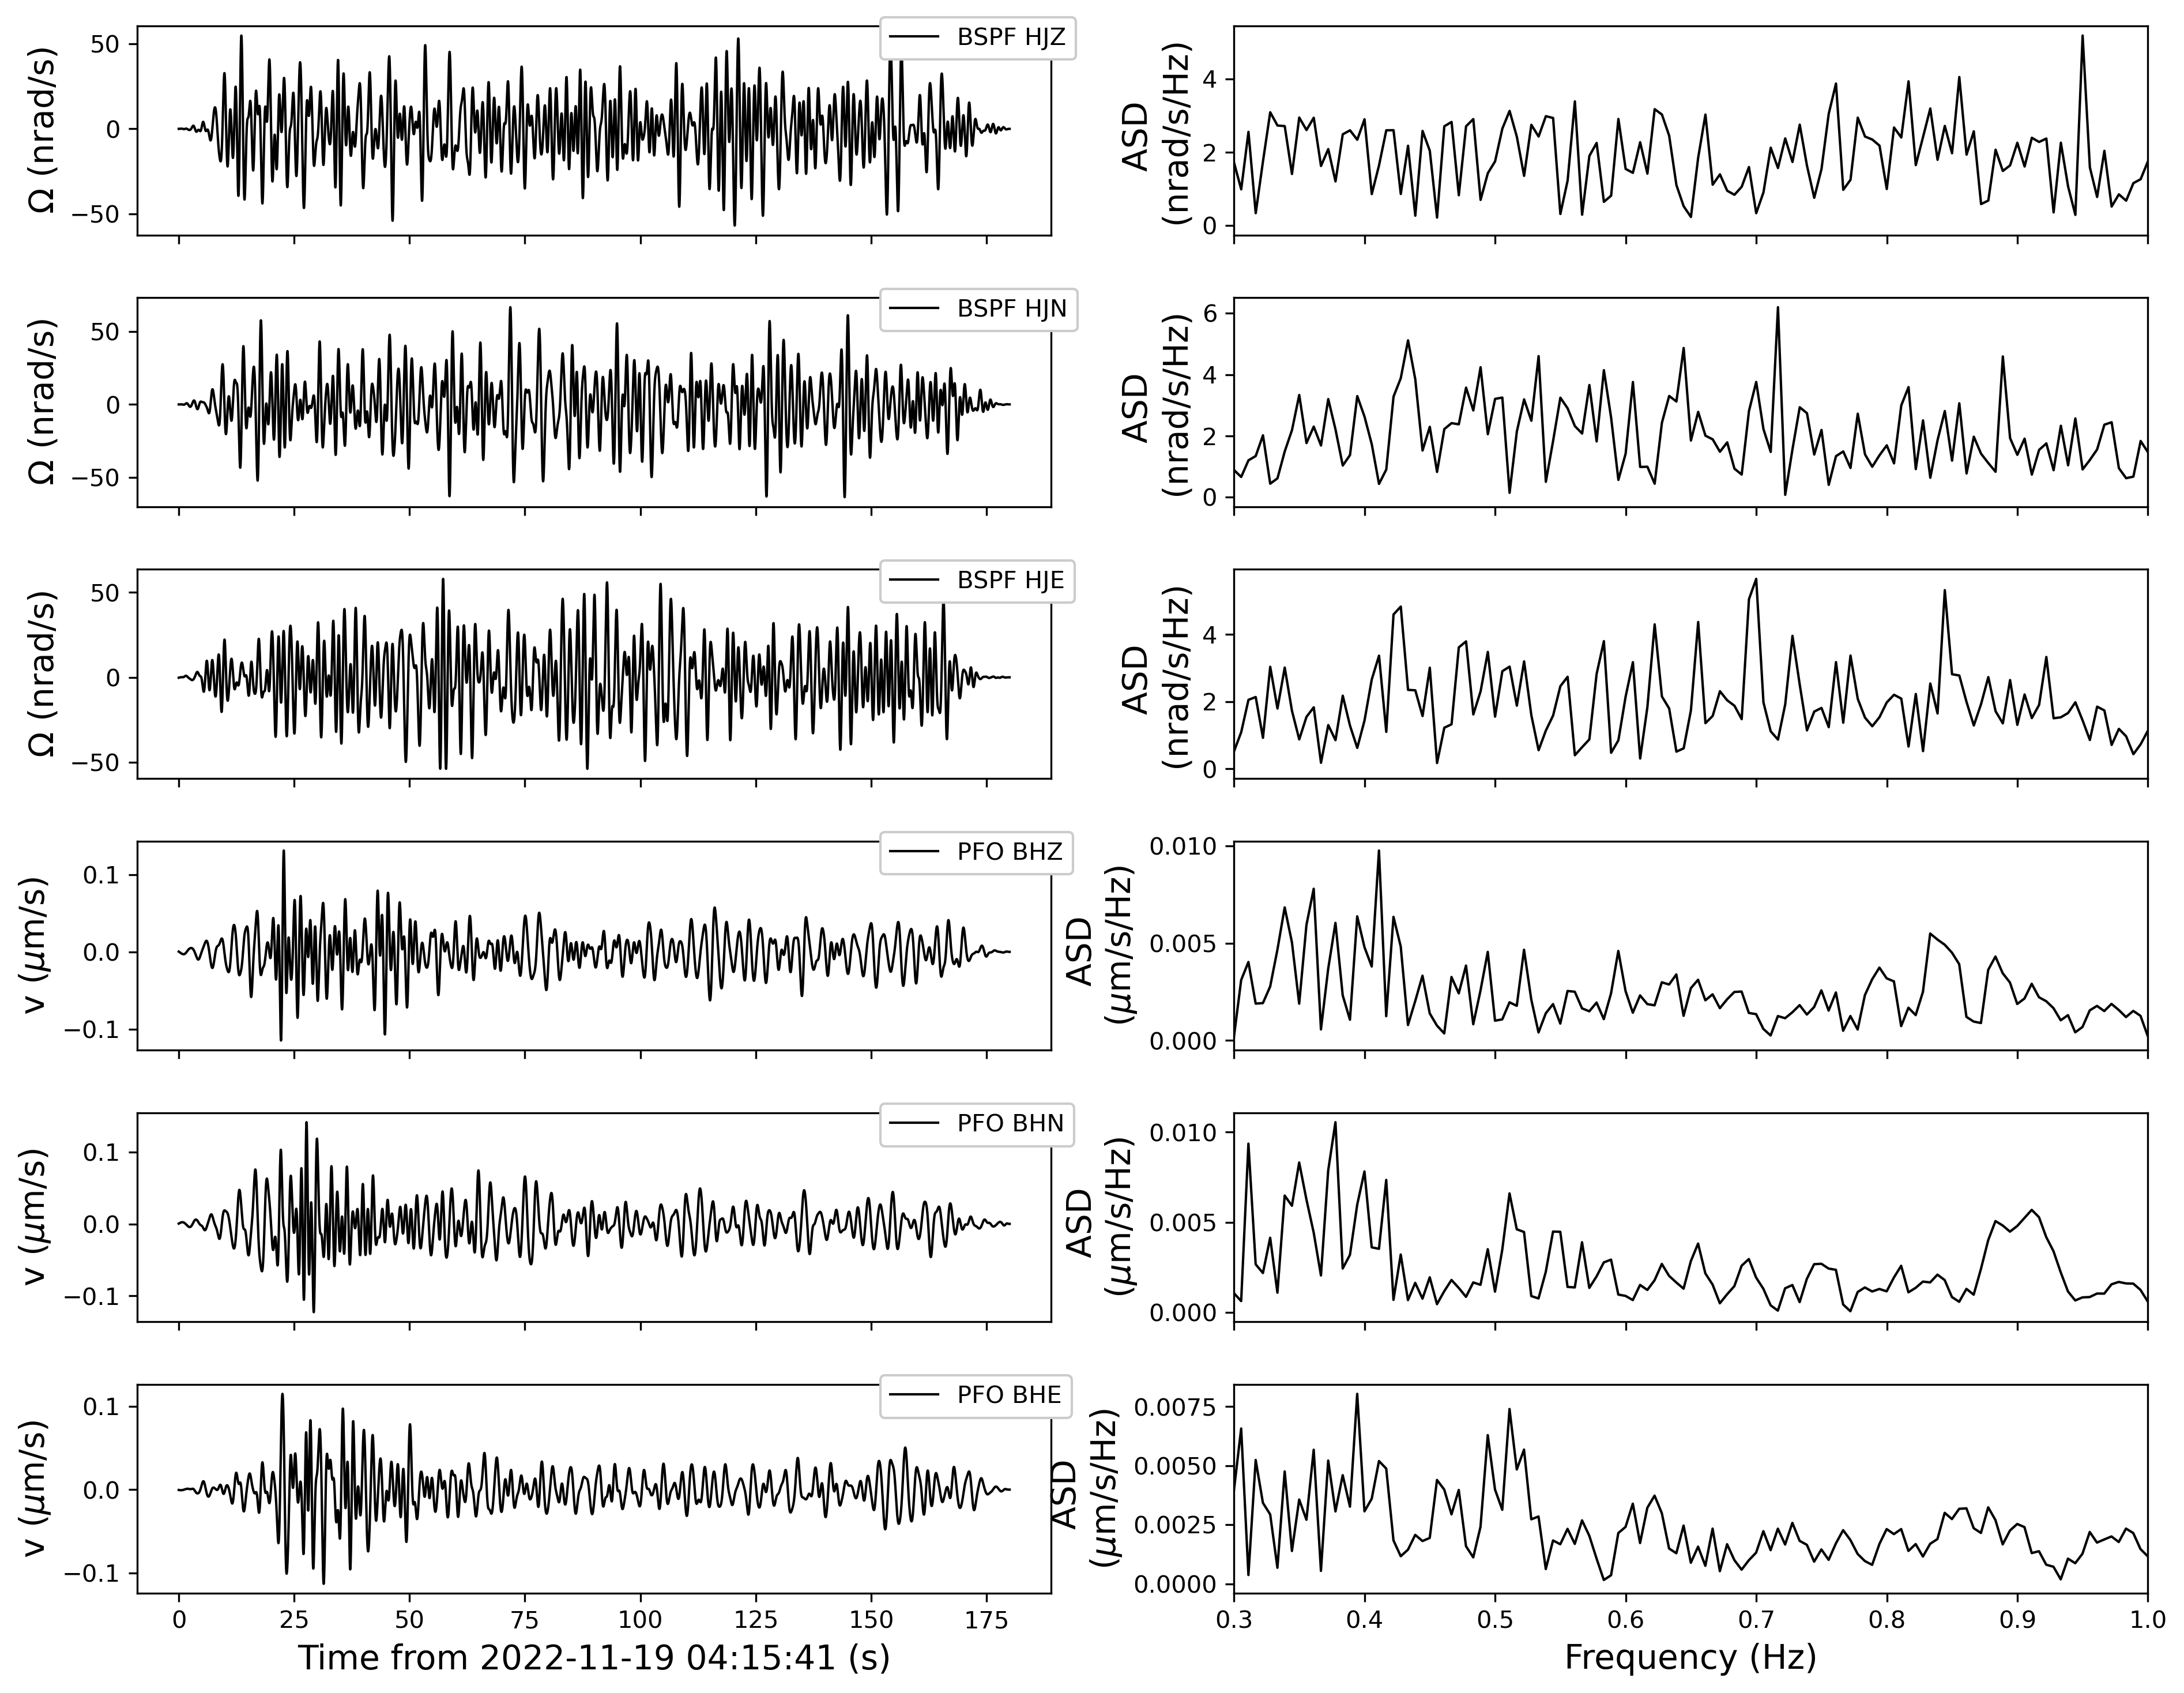 BSPF HJZ
Ω (nrad/s)
50
0
−50
ASD
(nrad/s/Hz)
4
2
0
BSPF HJN
Ω (nrad/s)
50
0
−50
ASD
(nrad/s/Hz)
6
4
2
0
BSPF HJE
Ω (nrad/s)
50
0
−50
ASD
(nrad/s/Hz)
4
2
0
PFO BHZ
v (μm/s)
0.1
0.0
−0.1
ASD
(μm/s/Hz)
0.010
0.005
0.000
PFO BHN
v (μm/s)
0.1
0.0
−0.1
ASD
(μm/s/Hz)
0.010
0.005
0.000
PFO BHE
v (μm/s)
0.1
0.0
−0.1
ASD
(μm/s/Hz)
0.0075
0.0050
0.0025
0.0000
0 25 50 75 100 125 150 175
Time from 2022-11-19 04:15:41 (s)
0.3 0.4 0.5 0.6 0.7 0.8 0.9 1.0
Frequency (Hz)